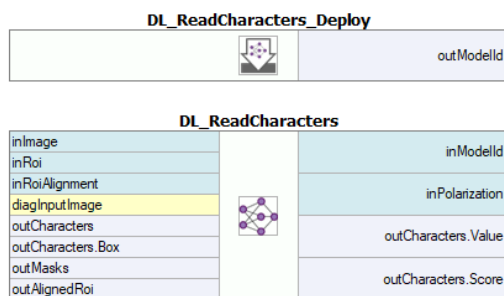 DL_ReadCharacters_Deploy
outModelId
DL_ReadCharacters
inImage
inRoi
inRoiAlignment
diagInputImage
outCharacters
outCharacters.Box
outMasks
outAlignedRoi
inModelId
inPolarization
outCharacters.Value
outCharacters.Score